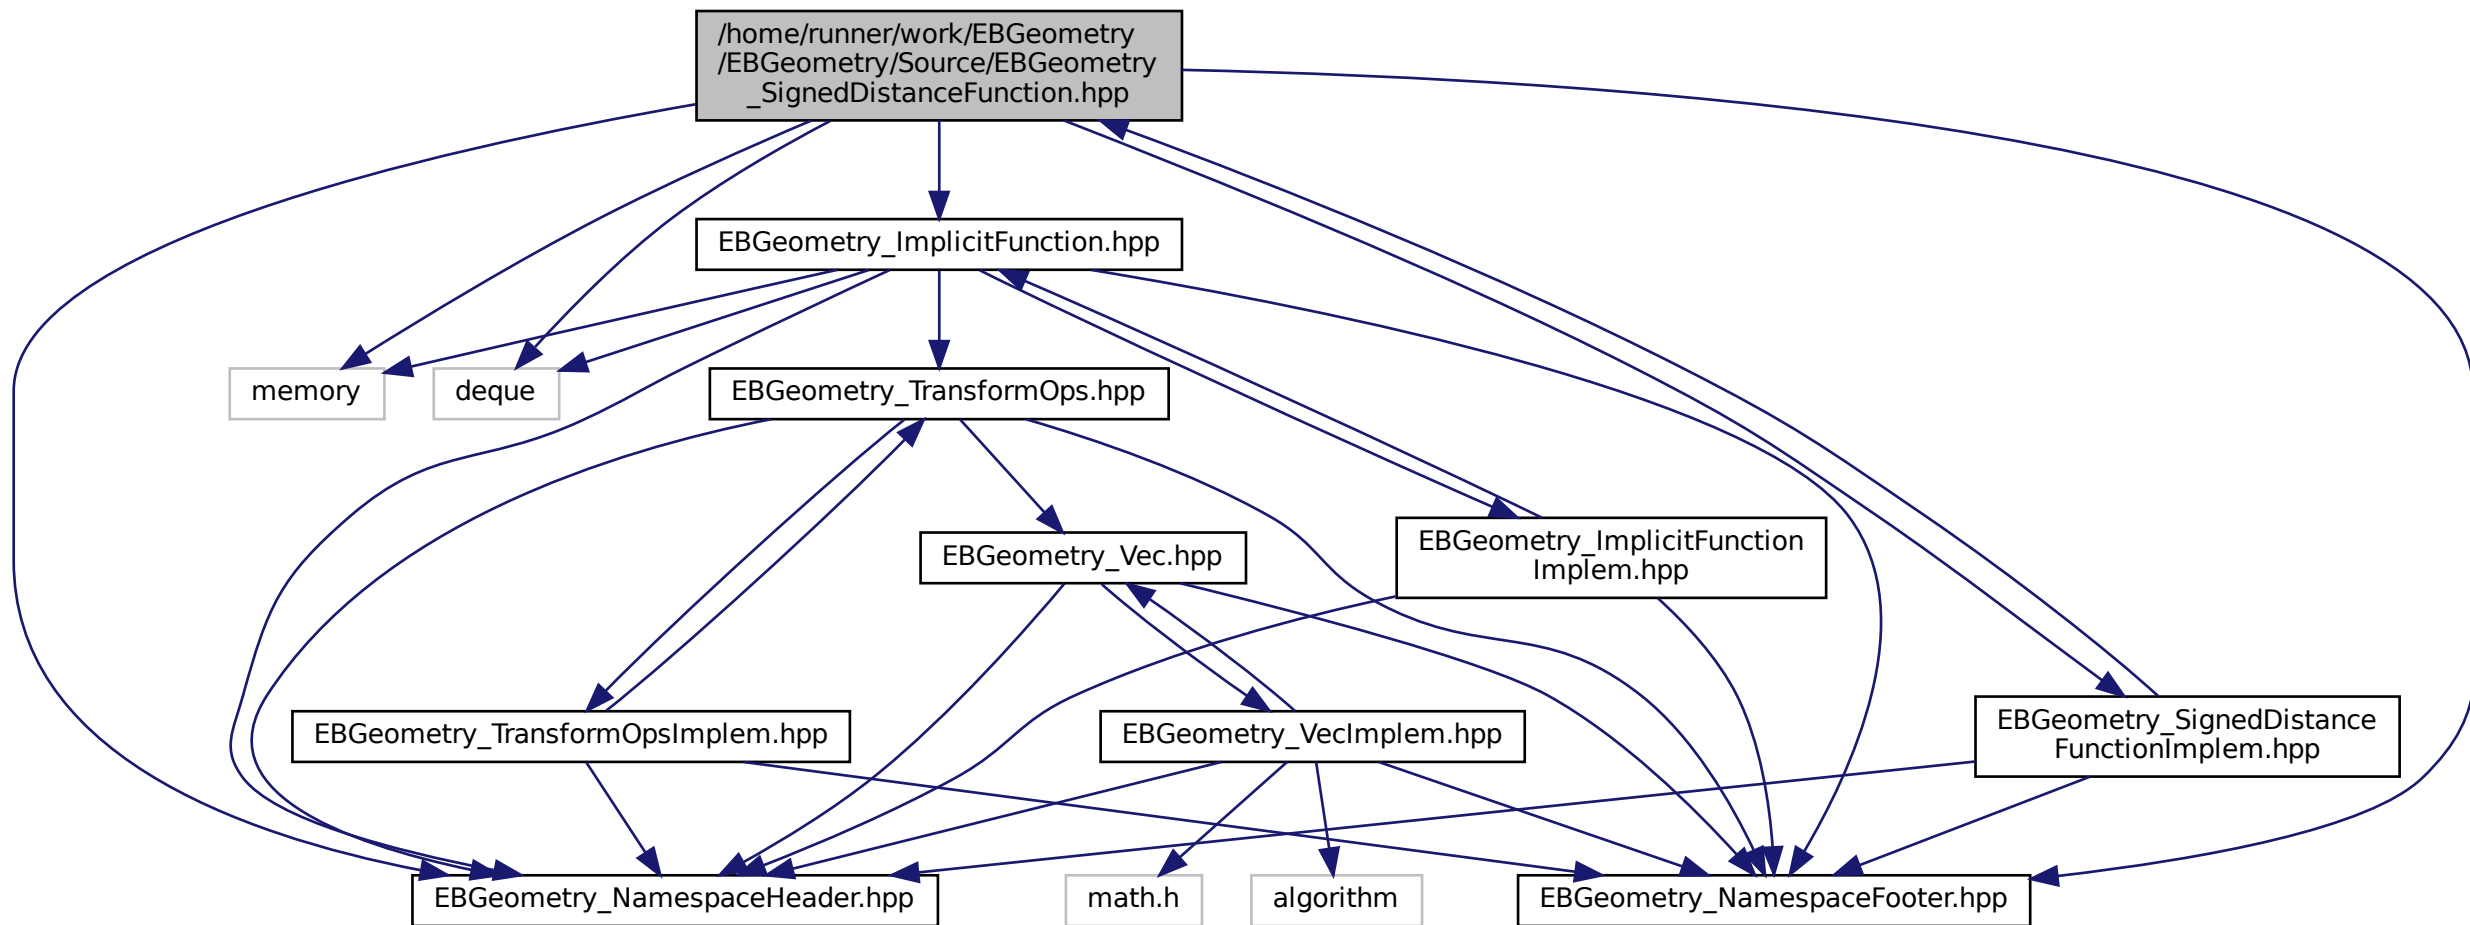 /home/runner/work/EBGeometry
/EBGeometry/Source/EBGeometry
_SignedDistanceFunction.hpp
EBGeometry_ImplicitFunction.hpp
memory
deque
EBGeometry_TransformOps.hpp
EBGeometry_Vec.hpp
EBGeometry_ImplicitFunction
Implem.hpp
EBGeometry_TransformOpsImplem.hpp
EBGeometry_VecImplem.hpp
EBGeometry_SignedDistance
FunctionImplem.hpp
EBGeometry_NamespaceHeader.hpp
math.h
algorithm
EBGeometry_NamespaceFooter.hpp